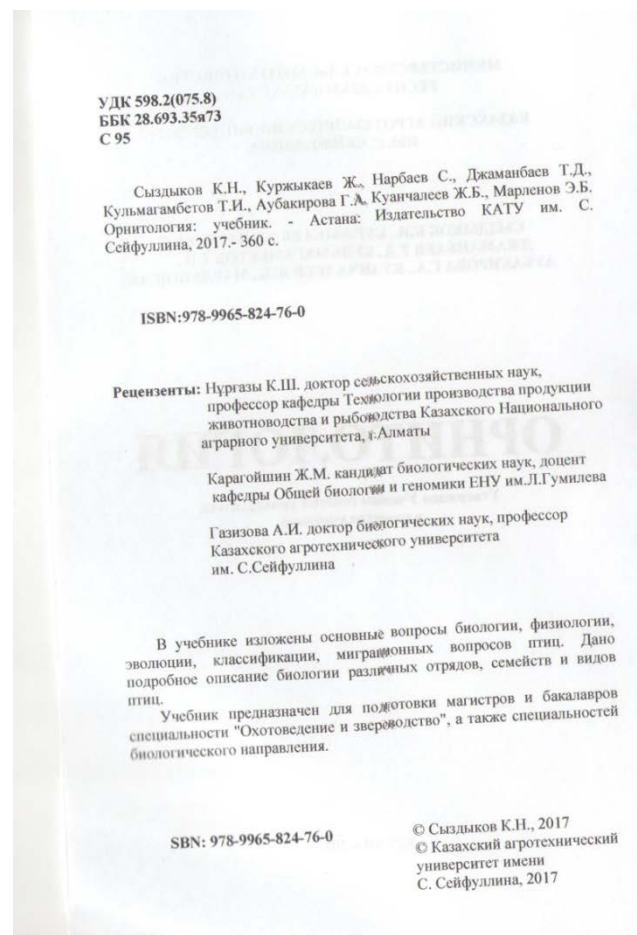 УДК 598.2(075.8)
ББК 28.693.35я73
С 95
Сыздыков К.Н., Куржыкаев Ж., Нарбаев С., Джаманбаев Т.Д.,
Кульмагамбетов Т.И., Аубакирова Г.А, Куанчалеев Ж.Б., Марленов Э.Б.
Орнитология: учебник. - Астана: Издательство КАТУ им. С.
Сейфуллина, 2017.- 360 с.
ISBN:978-9965-824-76-0
Рецензенты: Нұргазы К.Ш. доктор сельскохозяйственных наук,
профессор кафедры Технологии производства продукции
животноводства и рыбоводства Казахского Национального
аграрного университета, г.Алматы
Карагойшин Ж.М. кандидат биологических наук, доцент
кафедры Общей биологии и геномики ЕНУ им.Л.Гумилева
Газизова А.И. доктор биологических наук, профессор
Казахского агротехнического университета
им. С.Сейфуллина
В учебнике изложены основные вопросы биологии, физиологии,
эволюции, классификации, миграционных вопросов птиц. Дано
подробное описание биологии различных отрядов, семейств и видов
птиц.
Учебник предназначен для подготовки магистров и бакалавров
специальности "Охотоведение и звероводство", а также специальностей
биологического направления.
SBN: 978-9965-824-76-0
© Сыздыков К.Н., 2017
© Казахский агротехнический
университет имени
С. Сейфуллина, 2017